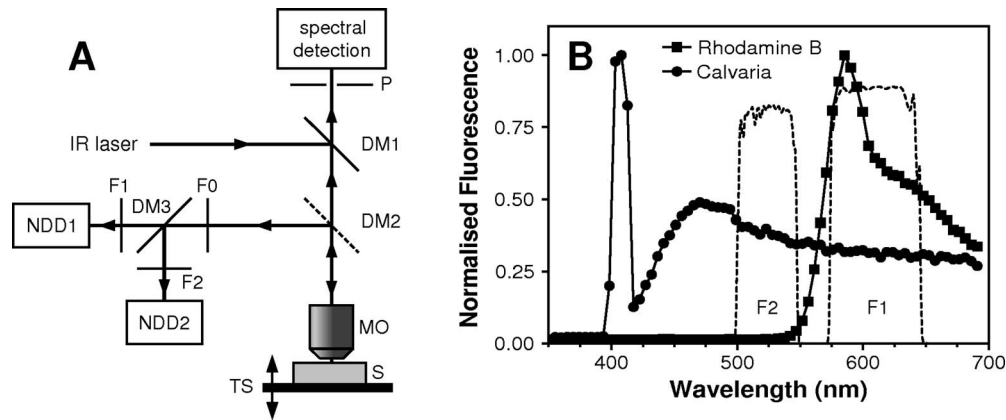 A
spectral
detection
P
IR laser
DM1
F1
DM3
F0
NDD1
DM2
F2
NDD2
MO
TS
S
B
Rhodamine B
Calvaria
Normalised Fluorescence
1.00
0.75
0.50
0.25
0.00
F2
F1
400
500
600
700
Wavelength (nm)